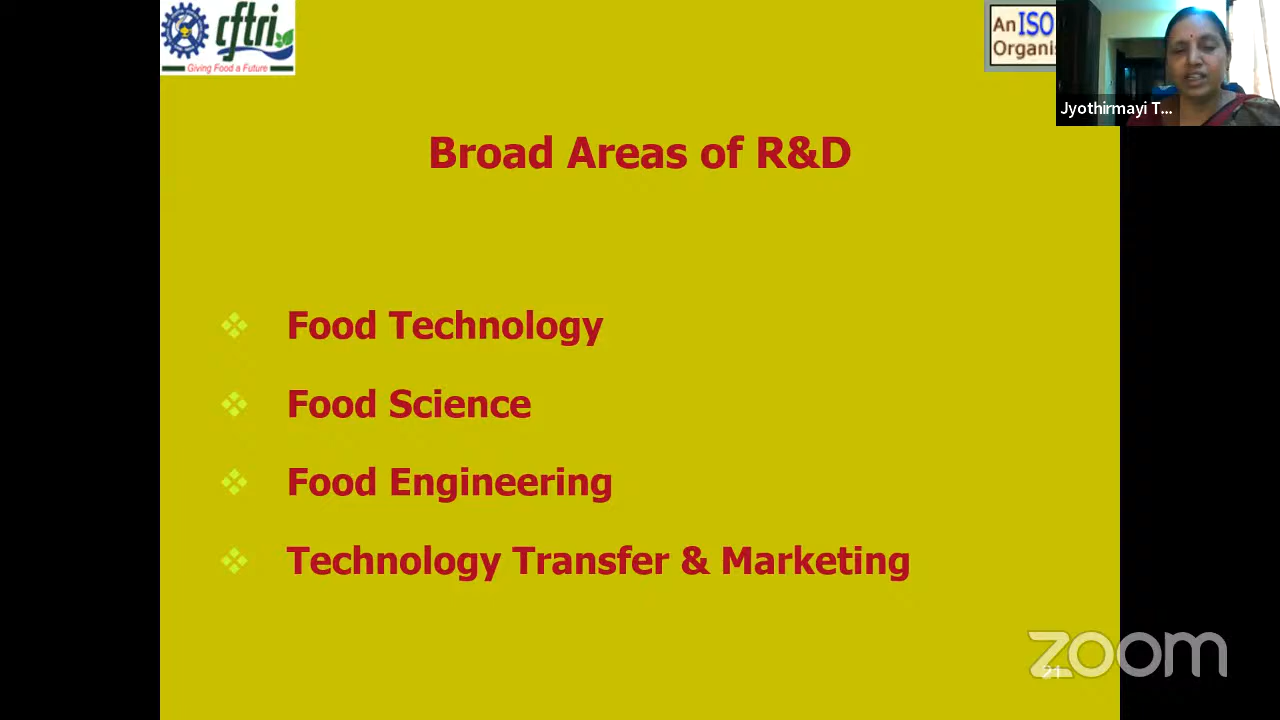 cftri
Giving Food a Future
An ISO
Organis
Jyothirmayi T...
Broad Areas of R&D
Food Technology
Food Science
Food Engineering
Technology Transfer & Marketing
zoom
21